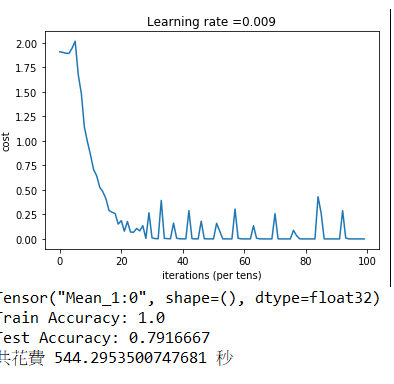 Learning rate =0.009
2.00
1.75
1.50
1.25
1.00
0.75
0.50
0.25
0.00
cost
0 20 40 60 80 100
iterations (per tens)
Tensor("Mean_1:0", shape=(), dtype=float32)
Train Accuracy: 1.0
Test Accuracy: 0.7916667
共花費 544.2953500747681 秒